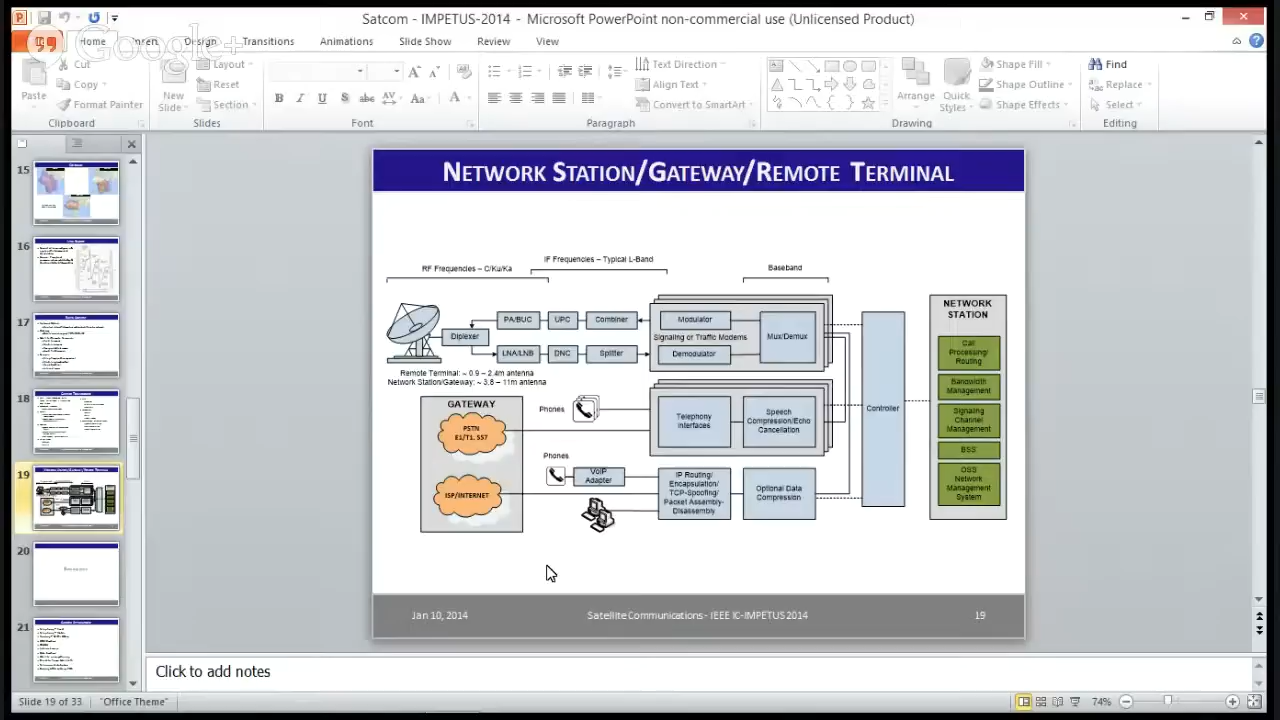 Satcom - IMPETUS-2014 - Microsoft PowerPoint non-commercial use (Unlicensed Product)
Google+
Home Insert Design Transitions Animations Slide Show Review View
Paste
Cut
Copy
Format Painter
Clipboard
New Slide
Layout
Reset
Section
Slides
Font
Text Direction
Align Text
Convert to SmartArt
Paragraph
Arrange
Quick Styles
Shape Fill
Shape Outline
Shape Effects
Drawing
Find
Replace
Select
Editing
15
16
17
18
19
20
21
NETWORK STATION/GATEWAY/REMOTE TERMINAL
RF Frequencies – C/Ku/Ka
IF Frequencies – Typical L-Band
Baseband
Diplexer
PA/BUC
UPC
Combiner
LNA/LNB
DNC
Splitter
Modulator
Signaling or Traffic Modems
Demodulator
Mux/Demux
Remote Terminal: ~ 0.9 – 2.4m antenna
Network Station/Gateway: ~ 3.8 – 11m antenna
GATEWAY
PSTN
E1/T1, SS7
ISP/INTERNET
Phones
Telephony
Interfaces
Speech
Compression/Echo
Cancellation
Phones
VoIP
Adapter
IP Routing/
Encapsulation/
TCP-Spoofing/
Packet Assembly-
Disassembly
Optional Data
Compression
Controller
NETWORK
STATION
Call
Processing/
Routing
Bandwidth
Management
Signaling
Channel
Management
BSS
OSS
Network
Management
System
Jan 10, 2014
Satellite Communications - IEEE IC-IMPETUS 2014
19
Click to add notes
Slide 19 of 33
"Office Theme"
74%